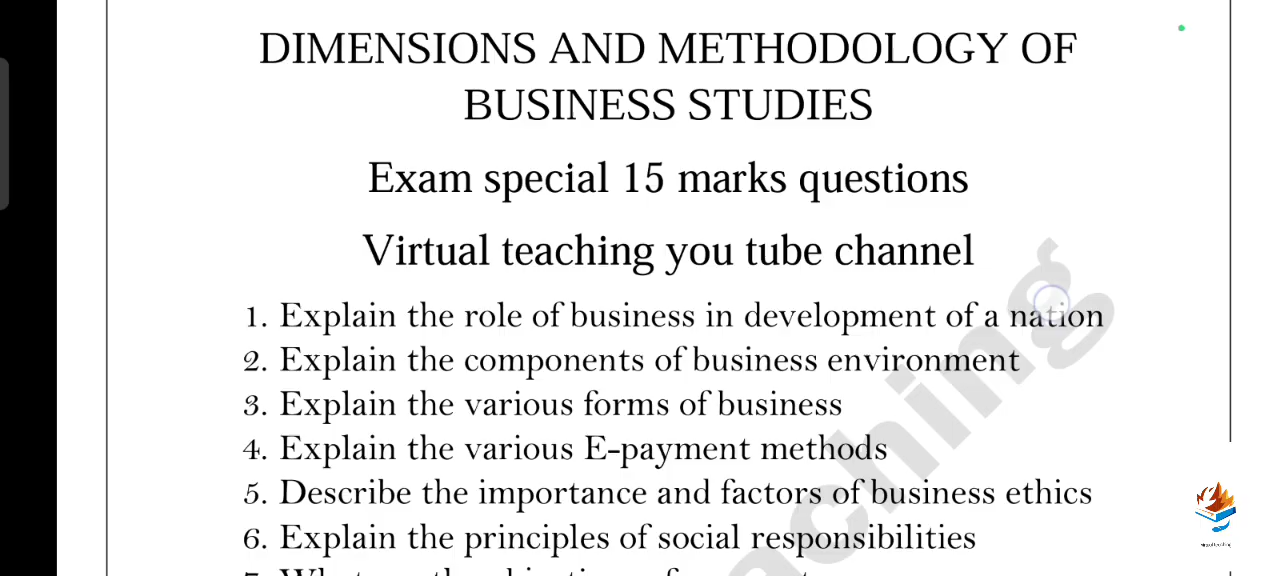 DIMENSIONS AND METHODOLOGY OF
BUSINESS STUDIES
Exam special 15 marks questions
Virtual teaching you tube channel
1. Explain the role of business in development of a nation
2. Explain the components of business environment
3. Explain the various forms of business
4. Explain the various E-payment methods
5. Describe the importance and factors of business ethics
6. Explain the principles of social responsibilities
aching